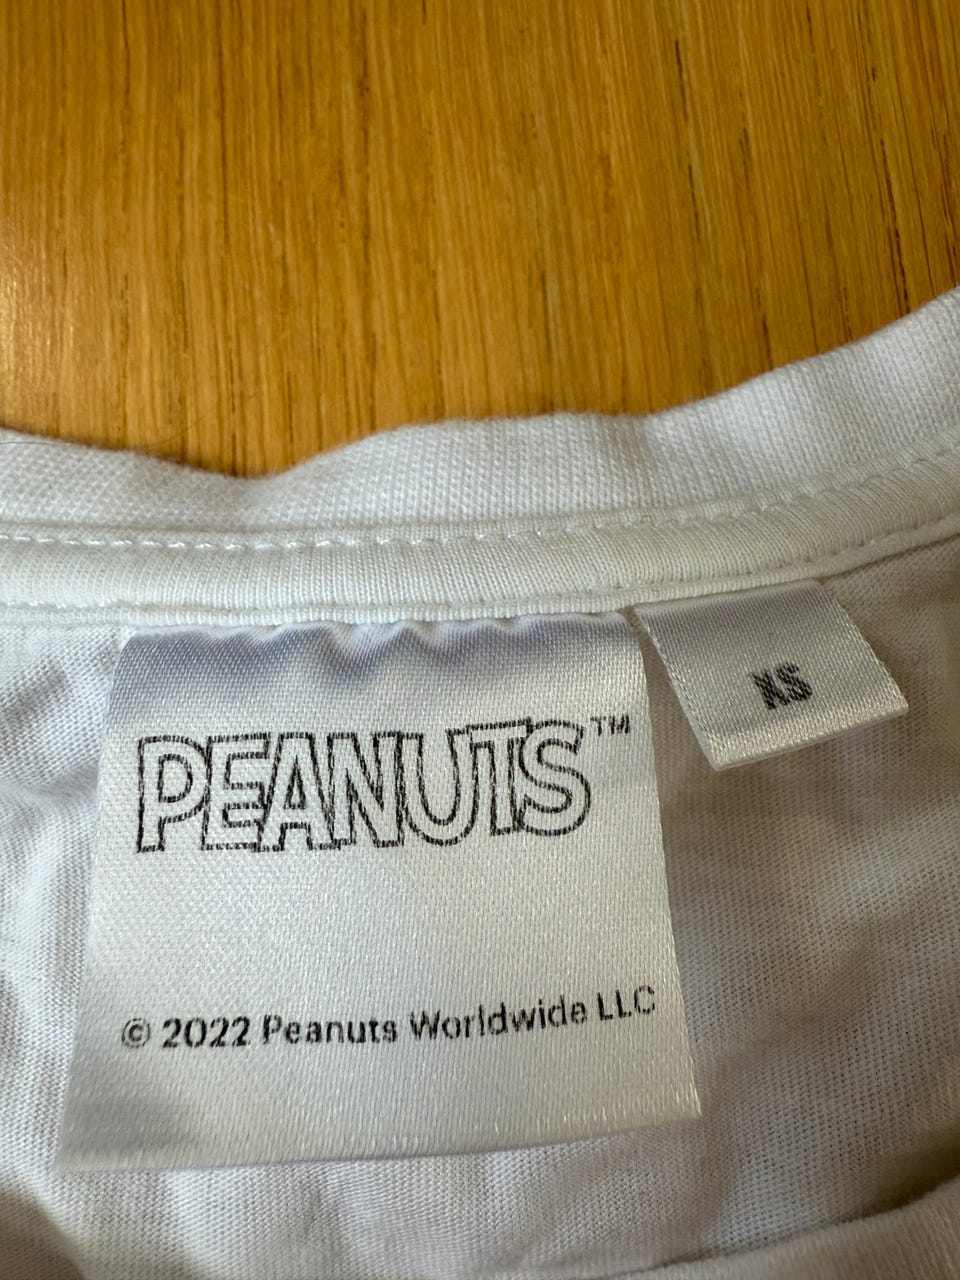 PEANUTS™
XS
© 2022 Peanuts Worldwide LLC